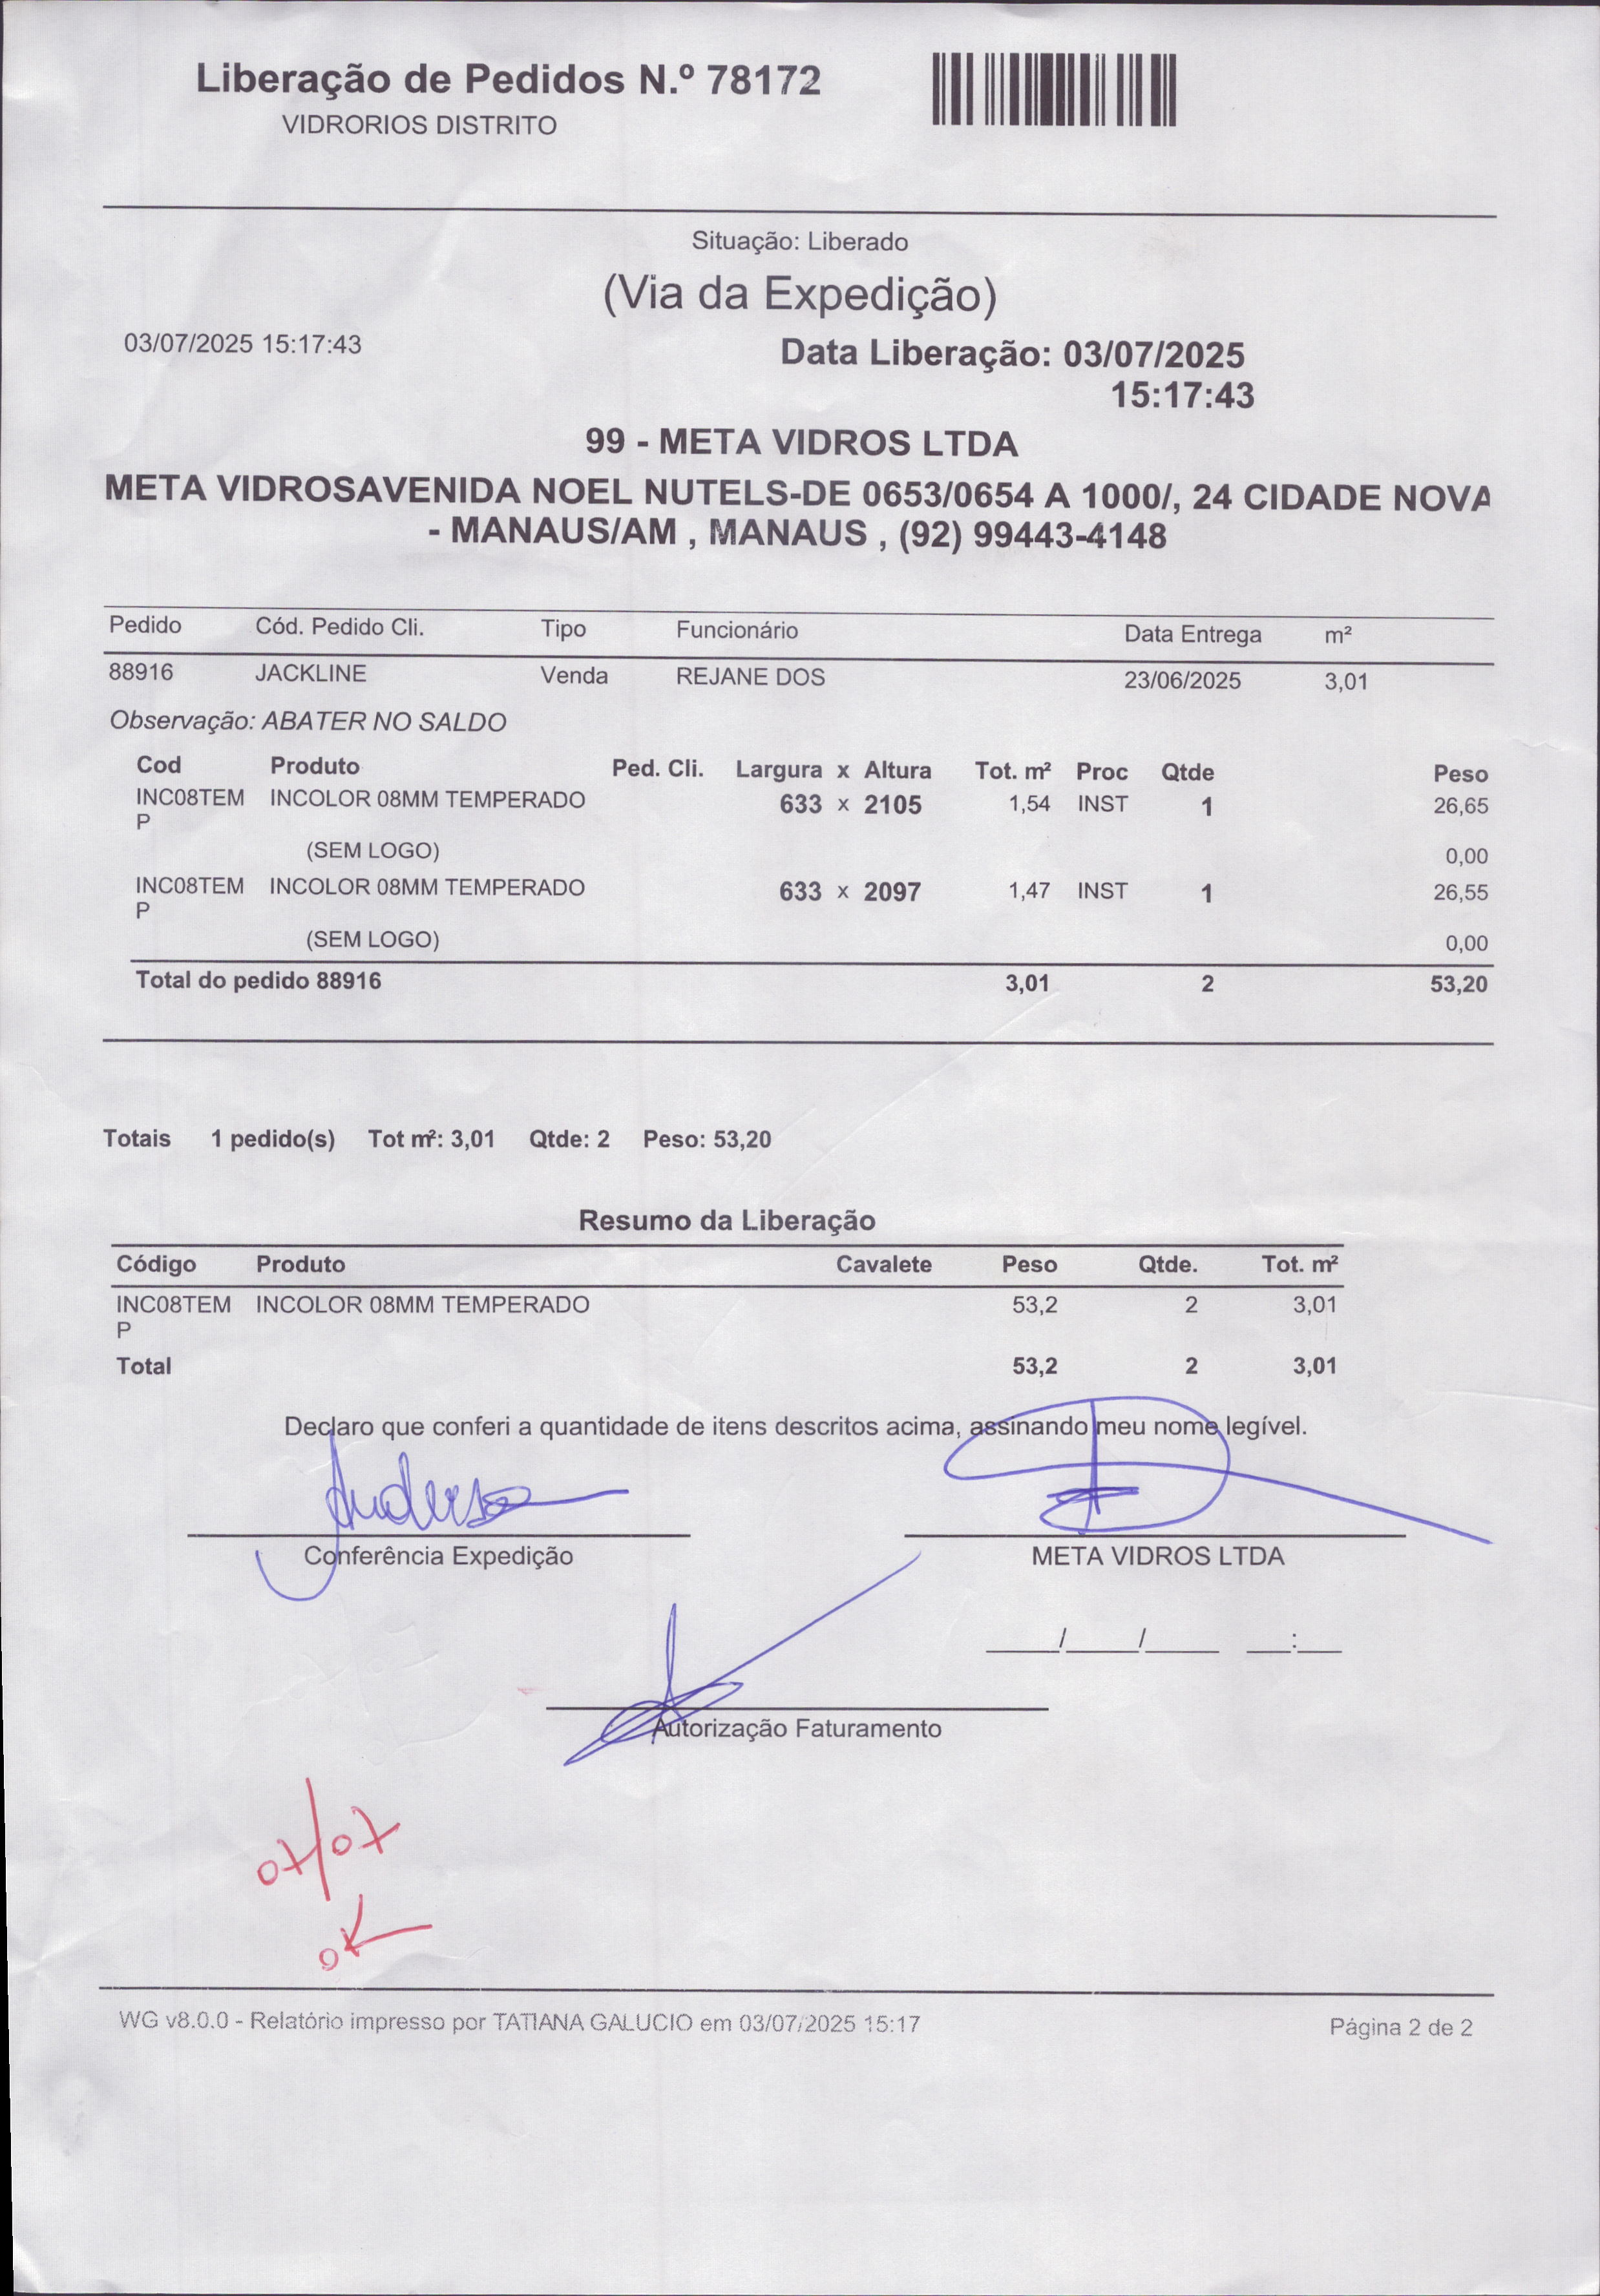 Liberação de Pedidos N.º 78172
VIDRORIOS DISTRITO
Situação: Liberado
(Via da Expedição)
03/07/2025 15:17:43
Data Liberação: 03/07/2025
15:17:43
99 - META VIDROS LTDA
META VIDROSAVENIDA NOEL NUTELS-DE 0653/0654 A 1000/, 24 CIDADE NOVA
- MANAUS/AM , MANAUS , (92) 99443-4148
Pedido Cód. Pedido Cli. Tipo Funcionário Data Entrega m²
88916 JACKLINE Venda REJANE DOS 23/06/2025 3,01
Observação: ABATER NO SALDO
Cod Produto Ped. Cli. Largura x Altura Tot. m² Proc Qtde Peso
INC08TEM INCOLOR 08MM TEMPERADO 633 x 2105 1,54 INST 1 26,65
P
(SEM LOGO) 0,00
INC08TEM INCOLOR 08MM TEMPERADO 633 x 2097 1,47 INST 1 26,55
P
(SEM LOGO) 0,00
Total do pedido 88916 3,01 2 53,20
Totais 1 pedido(s) Tot m²: 3,01 Qtde: 2 Peso: 53,20
Resumo da Liberação
Código Produto Cavalete Peso Qtde. Tot. m²
INC08TEM INCOLOR 08MM TEMPERADO 53,2 2 3,01
P
Total 53,2 2 3,01
Declaro que conferi a quantidade de itens descritos acima, assinando meu nome legível.
Anderson
Conferência Expedição META VIDROS LTDA
____/____/____ __:__
Autorização Faturamento
07/07
OK
WG v8.0.0 - Relatório impresso por TATIANA GALUCIO em 03/07/2025 15:17 Página 2 de 2